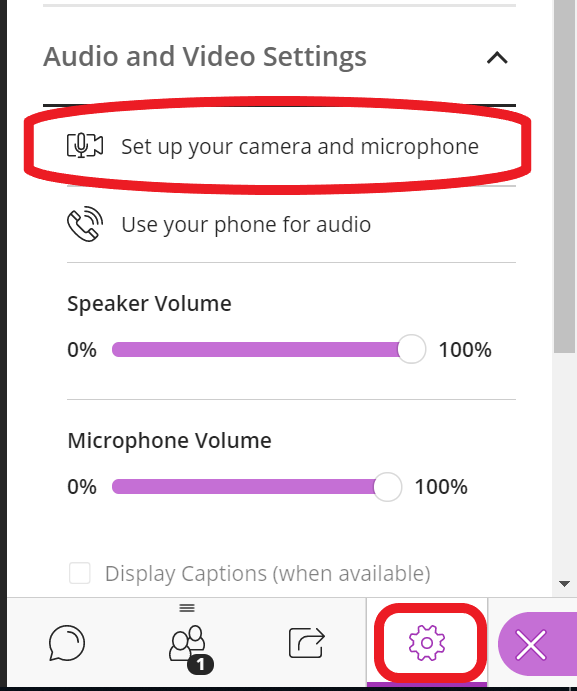 Audio and Video Settings
Set up your camera and microphone
Use your phone for audio
Speaker Volume
0% 100%
Microphone Volume
0% 100%
Display Captions (when available)
1